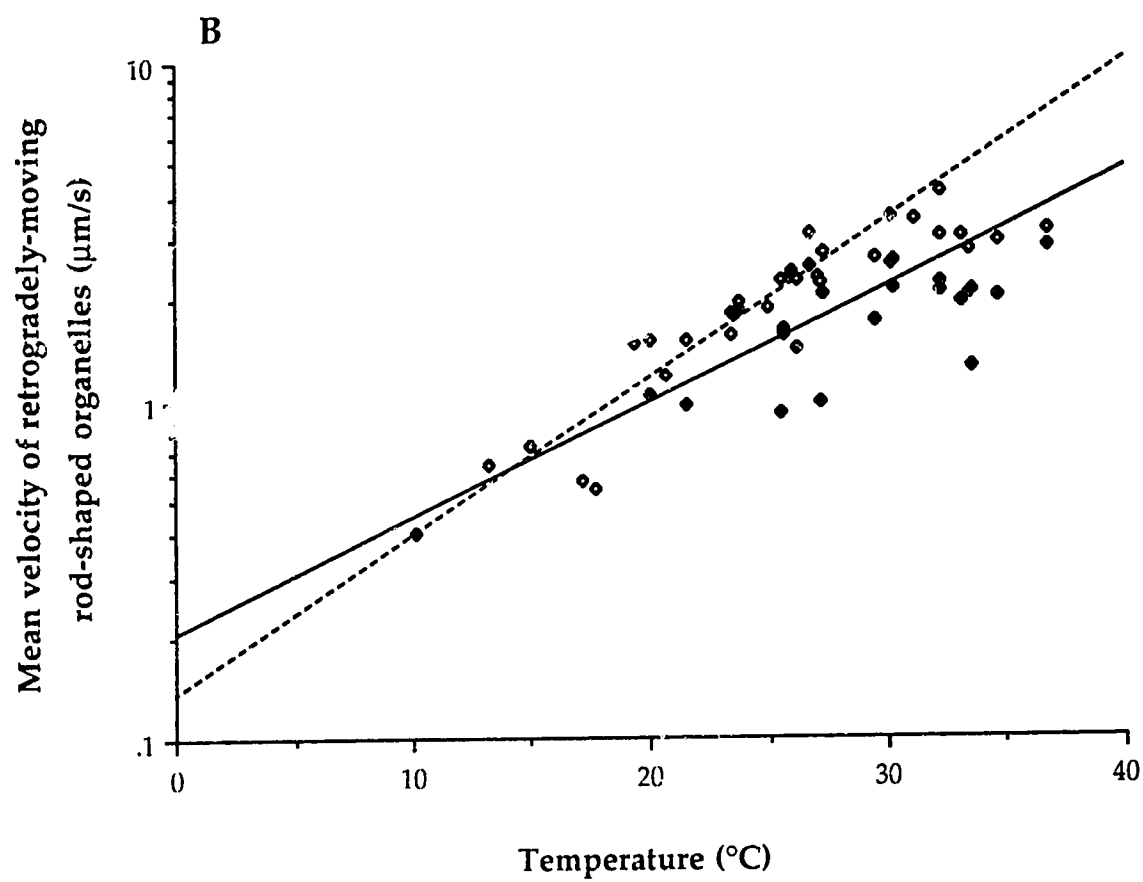 B
Mean velocity of retrogradely-moving
rod-shaped organelles (µm/s)
10
1
.1
0
10
20
30
40
Temperature (°C)